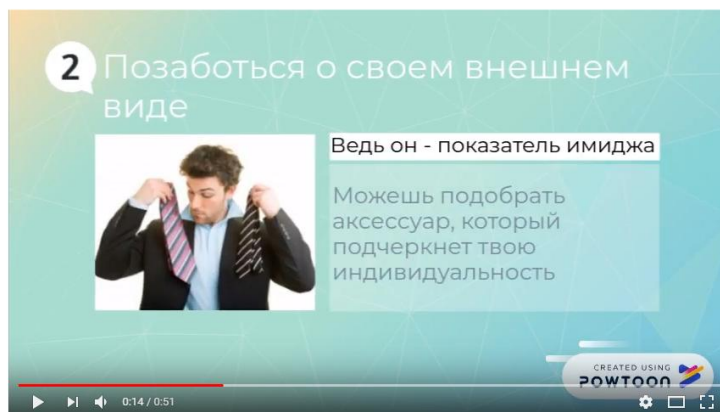 2
Позаботься о своем внешнем
виде
Ведь он - показатель имиджа
Можешь подобрать
аксессуар, который
подчеркнет твою
индивидуальность
CREATED USING
POWTOON
0:14 / 0:51